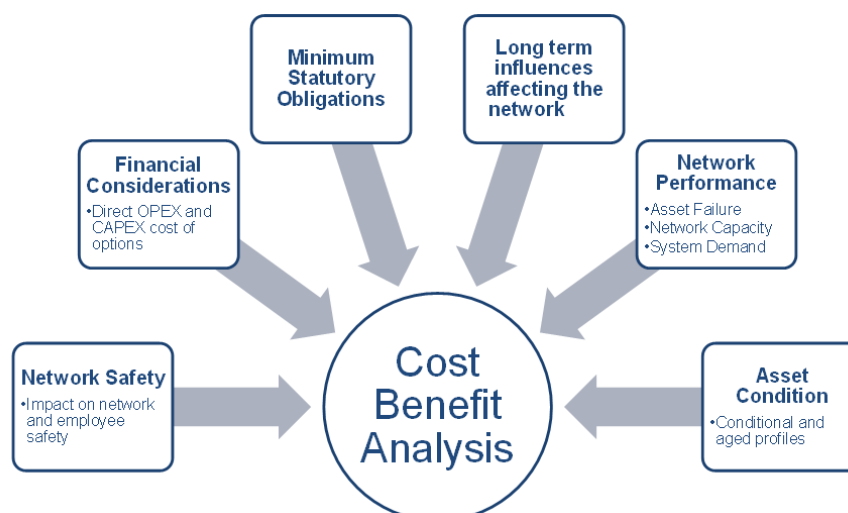 Minimum
Statutory
Obligations
Long term
influences
affecting the
network
Financial
Considerations
•Direct OPEX and
CAPEX cost of
options
Network
Performance
•Asset Failure
•Network Capacity
•System Demand
Network Safety
•Impact on network
and employee
safety
Cost
Benefit
Analysis
Asset
Condition
•Conditional and
aged profiles